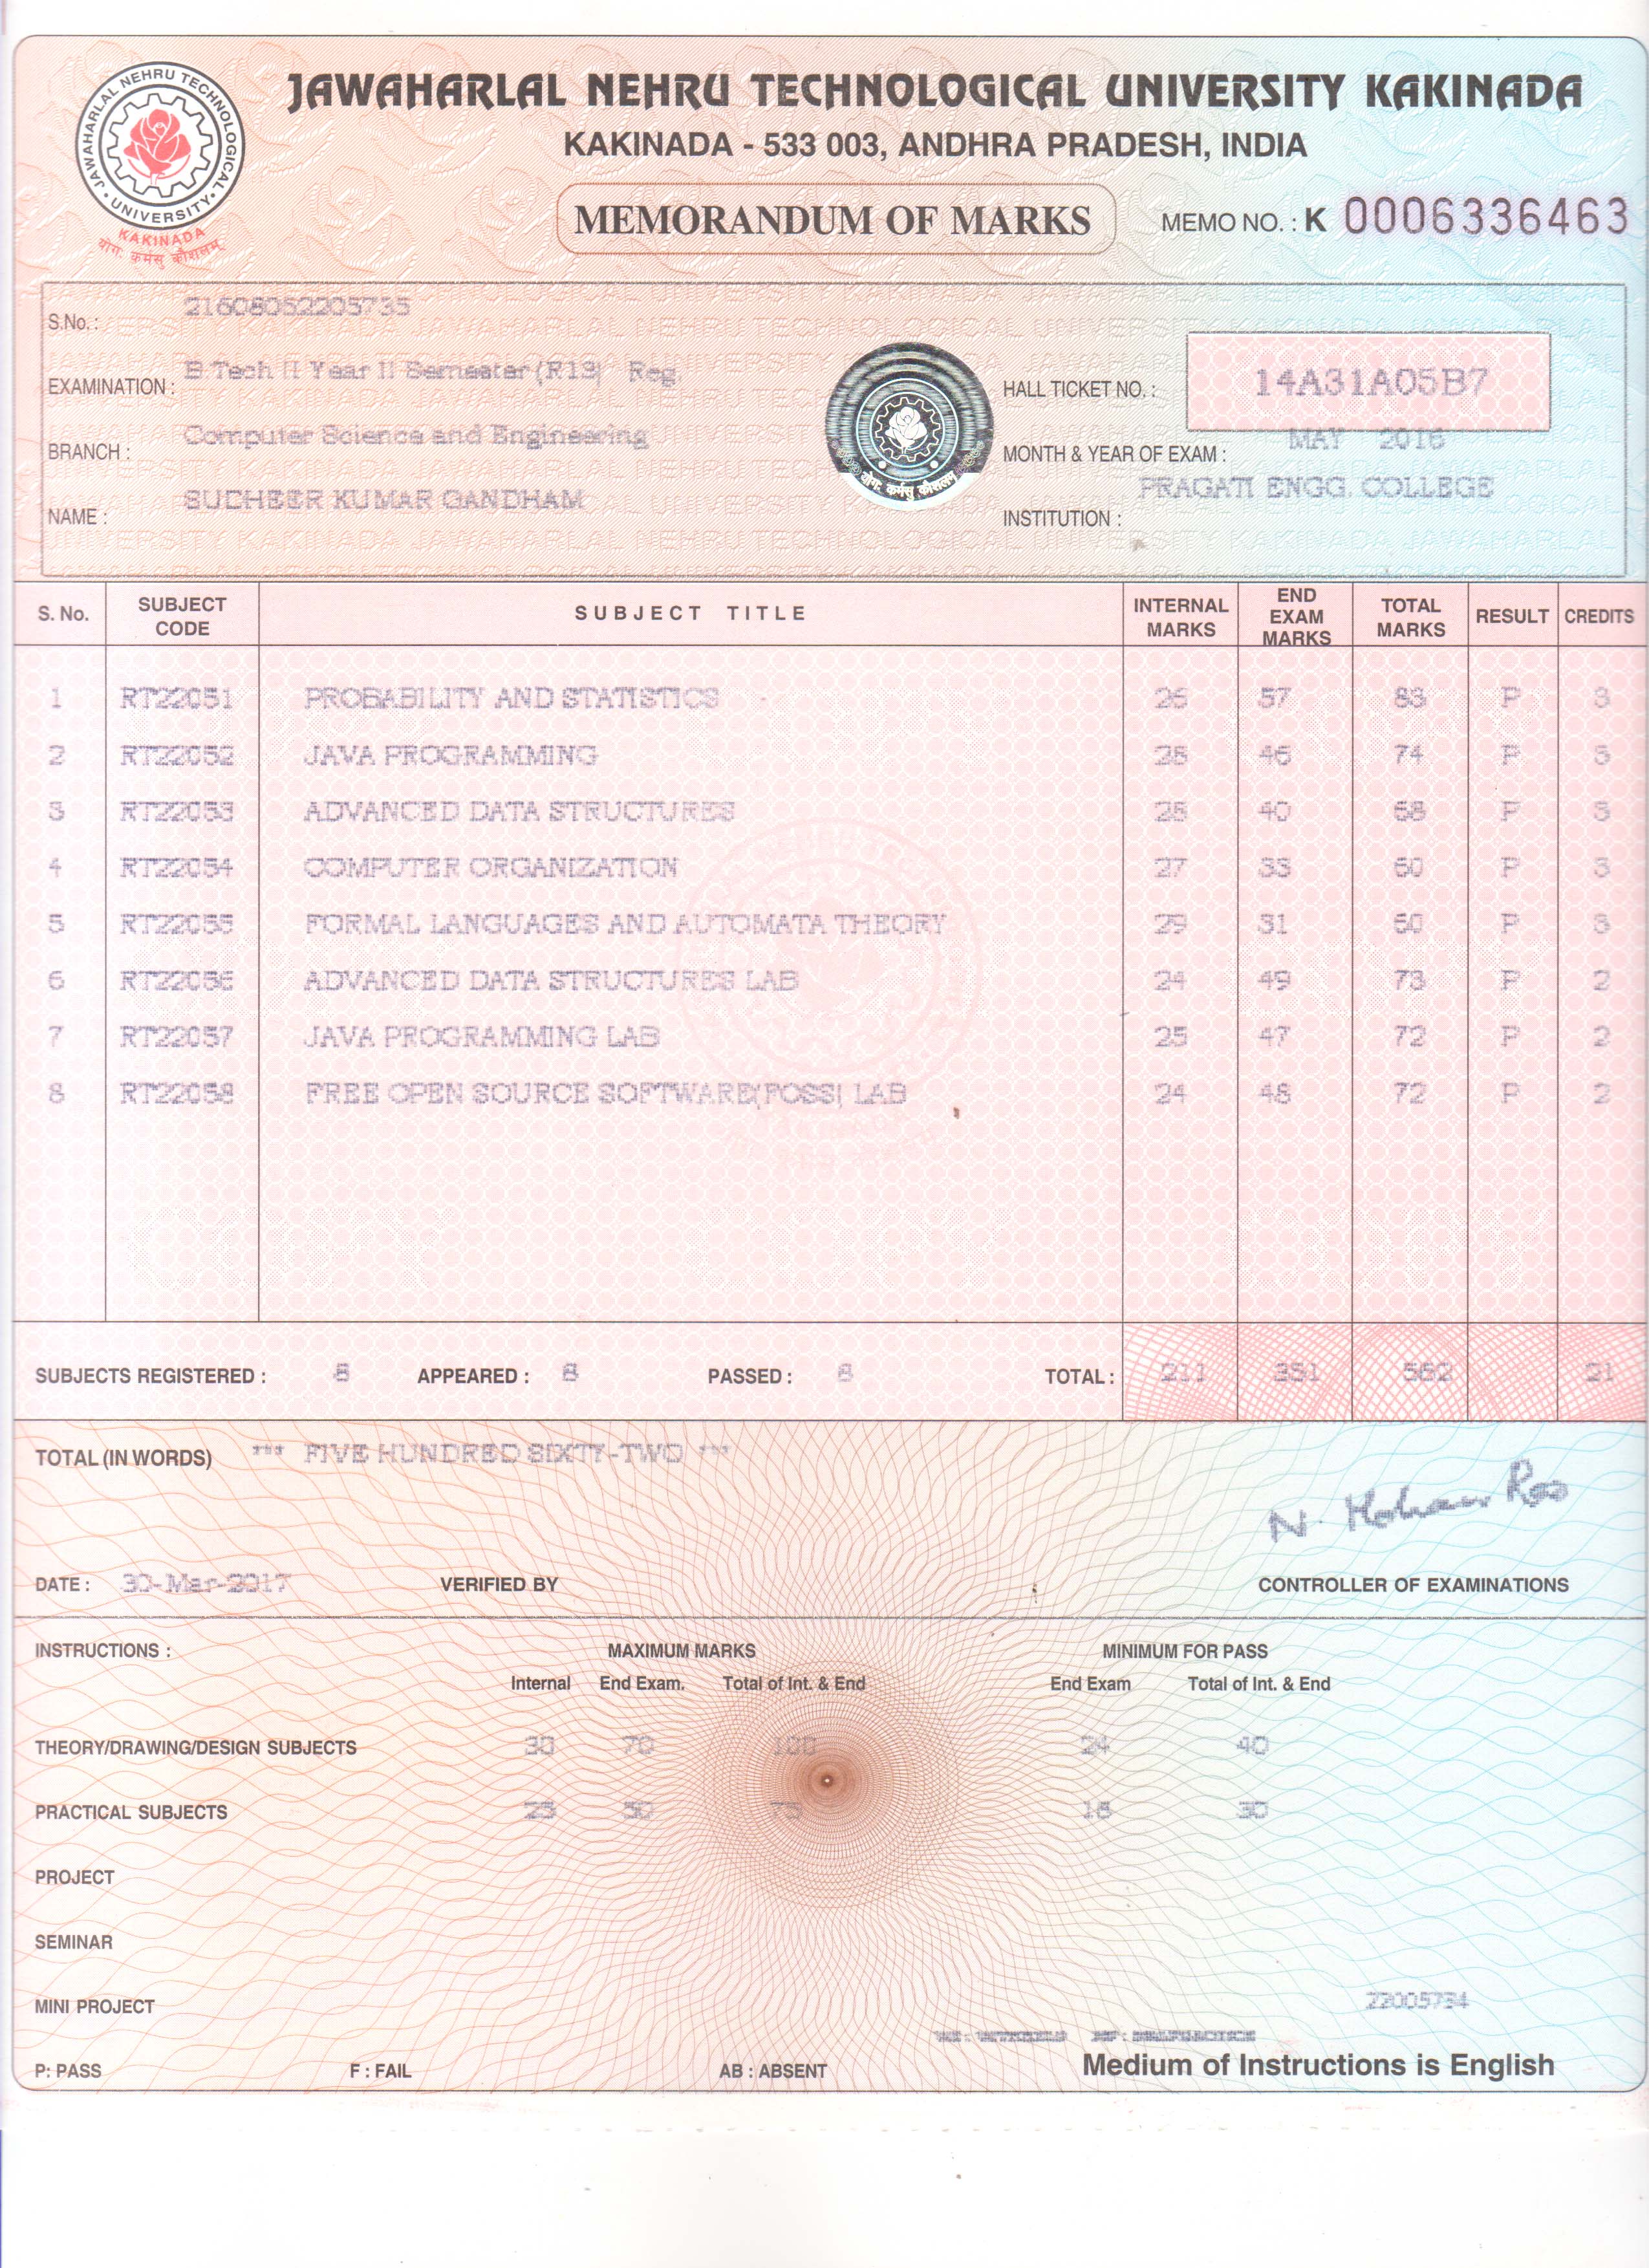 JAWAHARLAL NEHRU TECHNOLOGICAL UNIVERSITY KAKINADA
KAKINADA - 533 003, ANDHRA PRADESH, INDIA
JAWAHARLAL NEHRU TECHNOLOGICAL UNIVERSITY
KAKINADA
योगः कर्मसु कौशलम्
MEMORANDUM OF MARKS
MEMO NO. : K 0006336463
S.No. : 21608052205735
EXAMINATION : B Tech II Year II Semester (R13) Reg.
HALL TICKET NO. : 14A31A05B7
BRANCH : Computer Science and Engineering
MONTH & YEAR OF EXAM : MAY 2016
NAME : SUDHEER KUMAR GANDHAM
INSTITUTION : PRAGATI ENGG. COLLEGE
S. No. SUBJECT CODE SUBJECT TITLE INTERNAL MARKS END EXAM MARKS TOTAL MARKS RESULT CREDITS
1 RT22051 PROBABILITY AND STATISTICS 26 57 83 P 3
2 RT22052 JAVA PROGRAMMING 28 46 74 P 3
3 RT22053 ADVANCED DATA STRUCTURES 28 40 68 P 3
4 RT22054 COMPUTER ORGANIZATION 27 33 60 P 3
5 RT22055 FORMAL LANGUAGES AND AUTOMATA THEORY 29 31 60 P 3
6 RT22056 ADVANCED DATA STRUCTURES LAB 24 49 73 P 2
7 RT22057 JAVA PROGRAMMING LAB 25 47 72 P 2
8 RT22058 FREE OPEN SOURCE SOFTWARE(FOSS) LAB 24 48 72 P 2
SUBJECTS REGISTERED : 8 APPEARED : 8 PASSED : 8 TOTAL : 211 351 562 21
TOTAL (IN WORDS) *** FIVE HUNDRED SIXTY-TWO ***
N. Mohan Rao
DATE : 30-Mar-2017 VERIFIED BY CONTROLLER OF EXAMINATIONS
INSTRUCTIONS : MAXIMUM MARKS MINIMUM FOR PASS
Internal End Exam. Total of Int. & End End Exam Total of Int. & End
THEORY/DRAWING/DESIGN SUBJECTS 30 70 100 24 40
PRACTICAL SUBJECTS 25 50 75 18 30
PROJECT
SEMINAR
MINI PROJECT
22005734
P: PASS F : FAIL AB : ABSENT Medium of Instructions is English